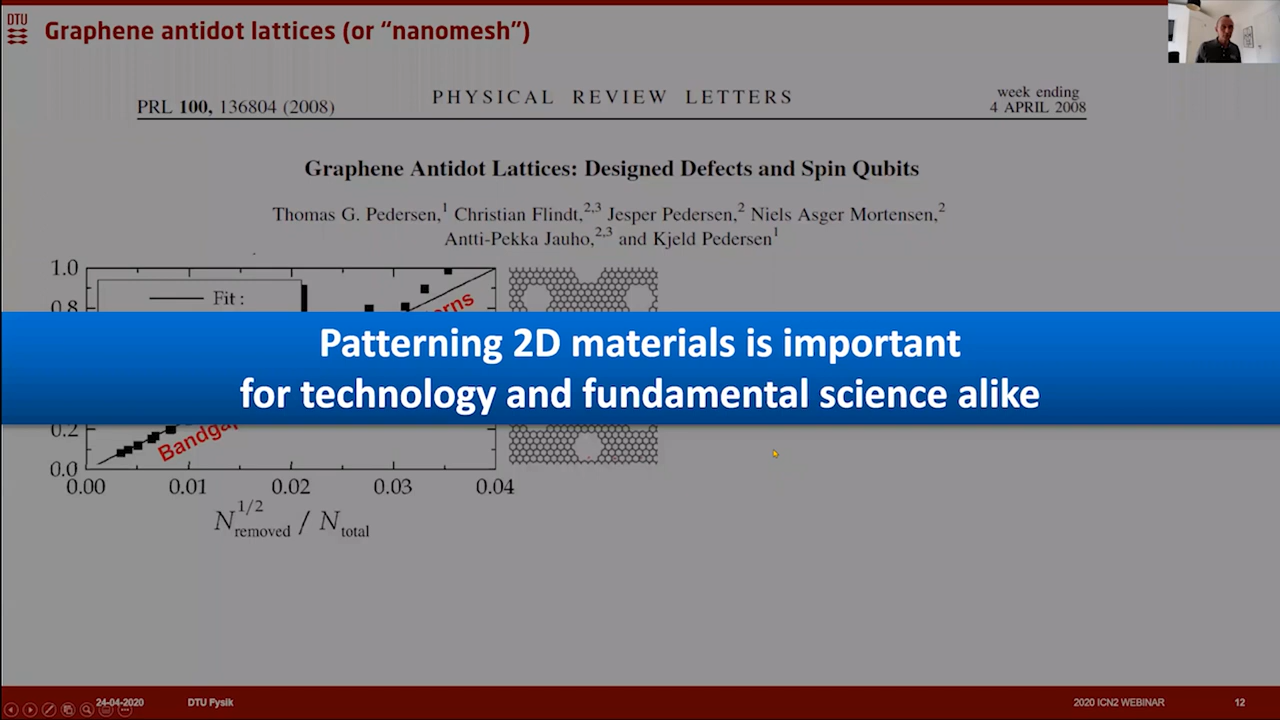 DTU
Graphene antidot lattices (or “nanomesh”)
PRL 100, 136804 (2008)
PHYSICAL REVIEW LETTERS
week ending
4 APRIL 2008
Graphene Antidot Lattices: Designed Defects and Spin Qubits
Thomas G. Pedersen,1 Christian Flindt,2,3 Jesper Pedersen,2 Niels Asger Mortensen,2
Antti-Pekka Jauho,2,3 and Kjeld Pedersen1
1.0
Fit :
0.8
erns
Patterning 2D materials is important
for technology and fundamental science alike
0.2
Bandgap
0.0
0.00 0.01 0.02 0.03 0.04
N1/2removed / Ntotal
24-04-2020
DTU Fysik
2020 ICN2 WEBINAR
12